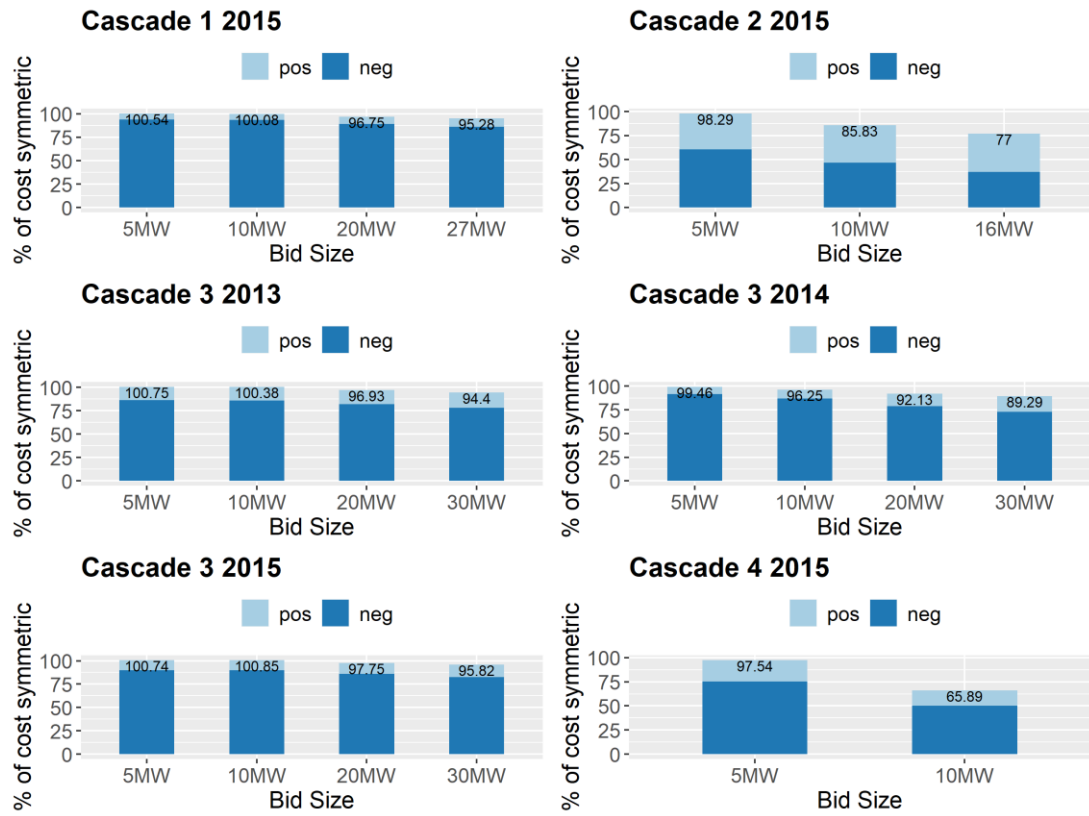 Cascade 1 2015
pos neg
% of cost symmetric
100
75
50
25
0
100.54 100.08 96.75 95.28
5MW 10MW 20MW 27MW
Bid Size
Cascade 2 2015
pos neg
% of cost symmetric
100
75
50
25
0
98.29 85.83 77
5MW 10MW 16MW
Bid Size
Cascade 3 2013
pos neg
% of cost symmetric
100
75
50
25
0
100.75 100.38 96.93 94.4
5MW 10MW 20MW 30MW
Bid Size
Cascade 3 2014
pos neg
% of cost symmetric
100
75
50
25
0
99.46 96.25 92.13 89.29
5MW 10MW 20MW 30MW
Bid Size
Cascade 3 2015
pos neg
% of cost symmetric
100
75
50
25
0
100.74 100.85 97.75 95.82
5MW 10MW 20MW 30MW
Bid Size
Cascade 4 2015
pos neg
% of cost symmetric
100
75
50
25
0
97.54 65.89
5MW 10MW
Bid Size